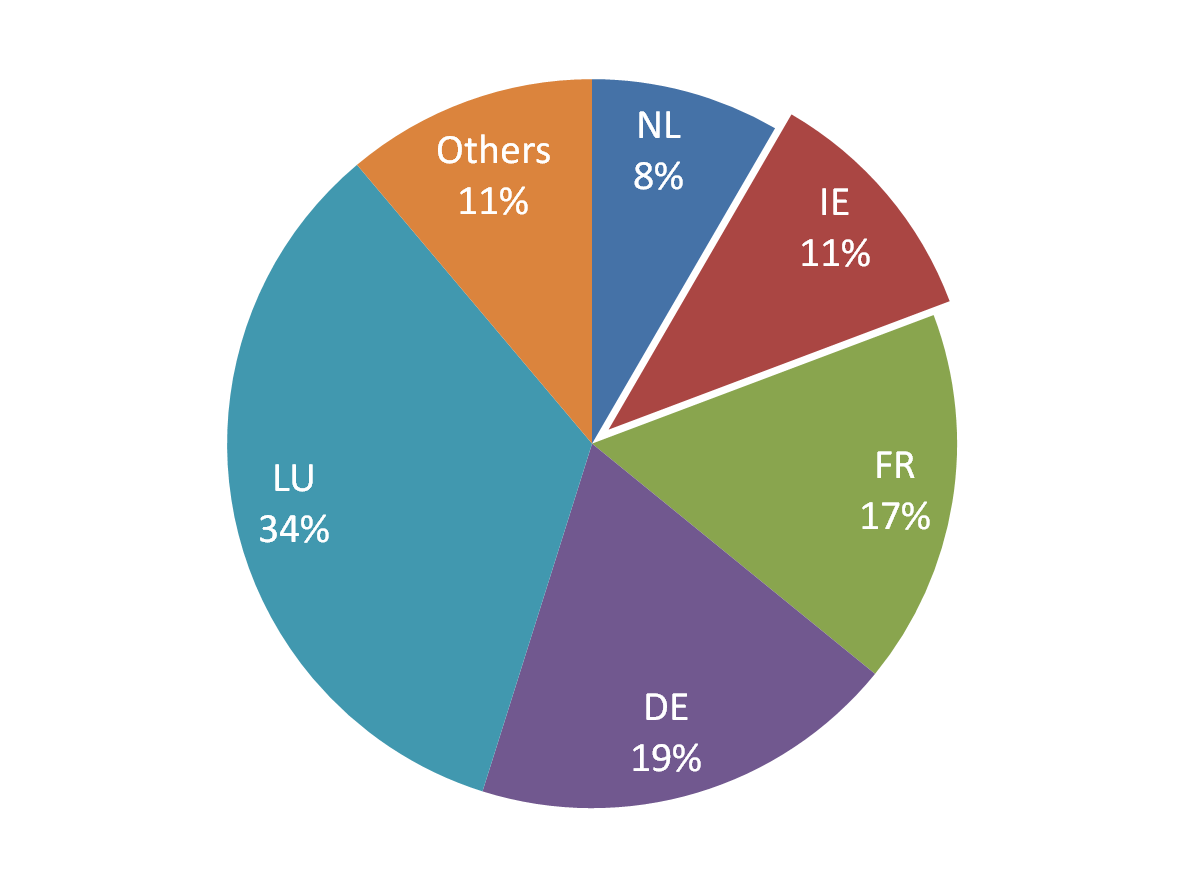 NL
8%
IE
11%
FR
17%
DE
19%
LU
34%
Others
11%